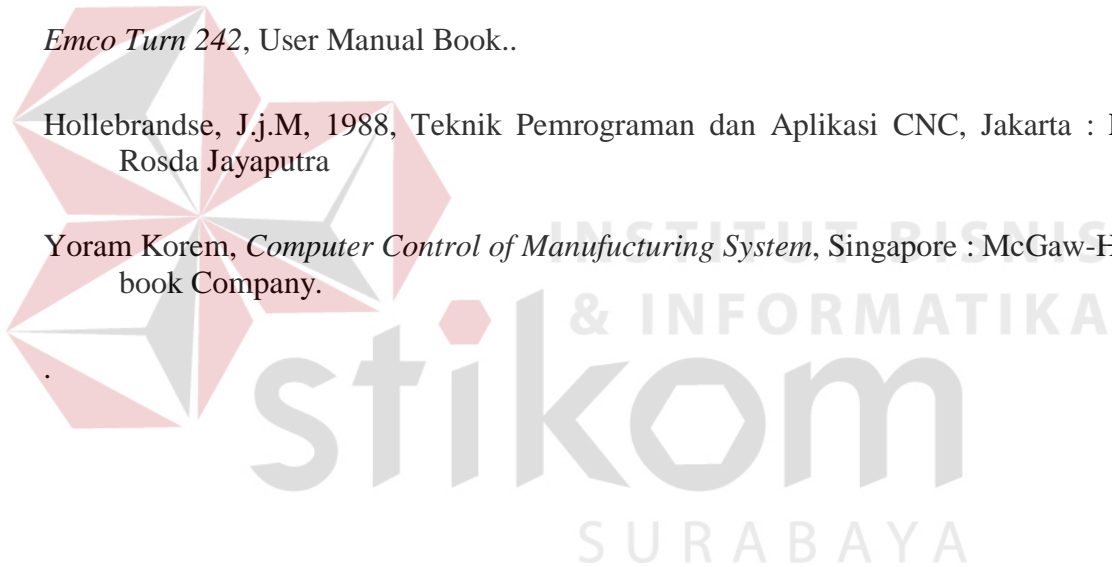 Emco Turn 242, User Manual Book..
Hollebrandse, J.j.M, 1988, Teknik Pemrograman dan Aplikasi CNC, Jakarta :
Rosda Jayaputra
Yoram Korem, Computer Control of Manufucturing System, Singapore : McGaw-H
book Company.
.
INSTITUT BISNIS
& INFORMATIKA
stikom
SURABAYA